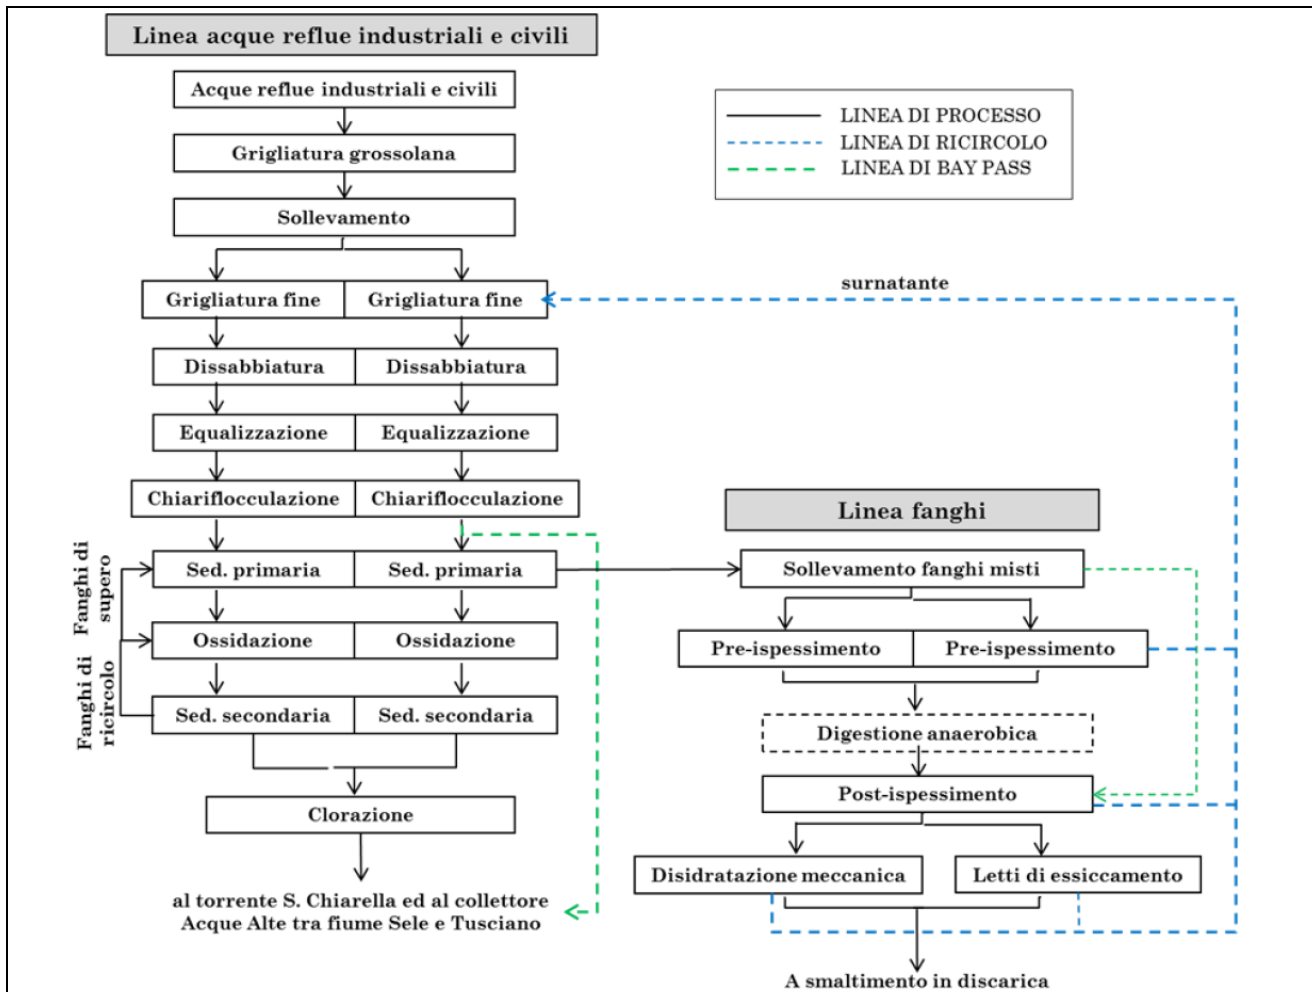 Linea acque reflue industriali e civili
Acque reflue industriali e civili
Grigliatura grossolana
Sollevamento
Grigliatura fine
Grigliatura fine
Dissabbiatura
Dissabbiatura
Equalizzazione
Equalizzazione
Chiariflocculazione
Chiariflocculazione
Sed. primaria
Sed. primaria
Ossidazione
Ossidazione
Sed. secondaria
Sed. secondaria
Fanghi di
supero
Fanghi di
ricircolo
Clorazione
al torrente S. Chiarella ed al collettore
Acque Alte tra fiume Sele e Tusciano
LINEA DI PROCESSO
LINEA DI RICIRCOLO
LINEA DI BAY PASS
surnatante
Linea fanghi
Sollevamento fanghi misti
Pre-ispessimento
Pre-ispessimento
Digestione anaerobica
Post-ispessimento
Disidratazione meccanica
Letti di essiccamento
A smaltimento in discarica